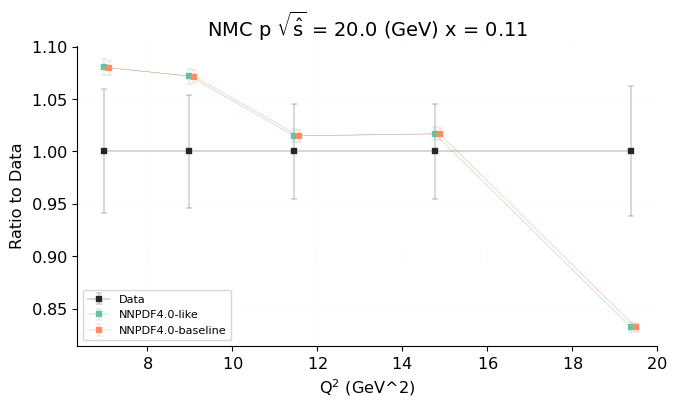 NMC p √ŝ = 20.0 (GeV) x = 0.11
1.10
1.05
1.00
0.95
0.90
0.85
Ratio to Data
Data
NNPDF4.0-like
NNPDF4.0-baseline
8 10 12 14 16 18 20
Q² (GeV^2)